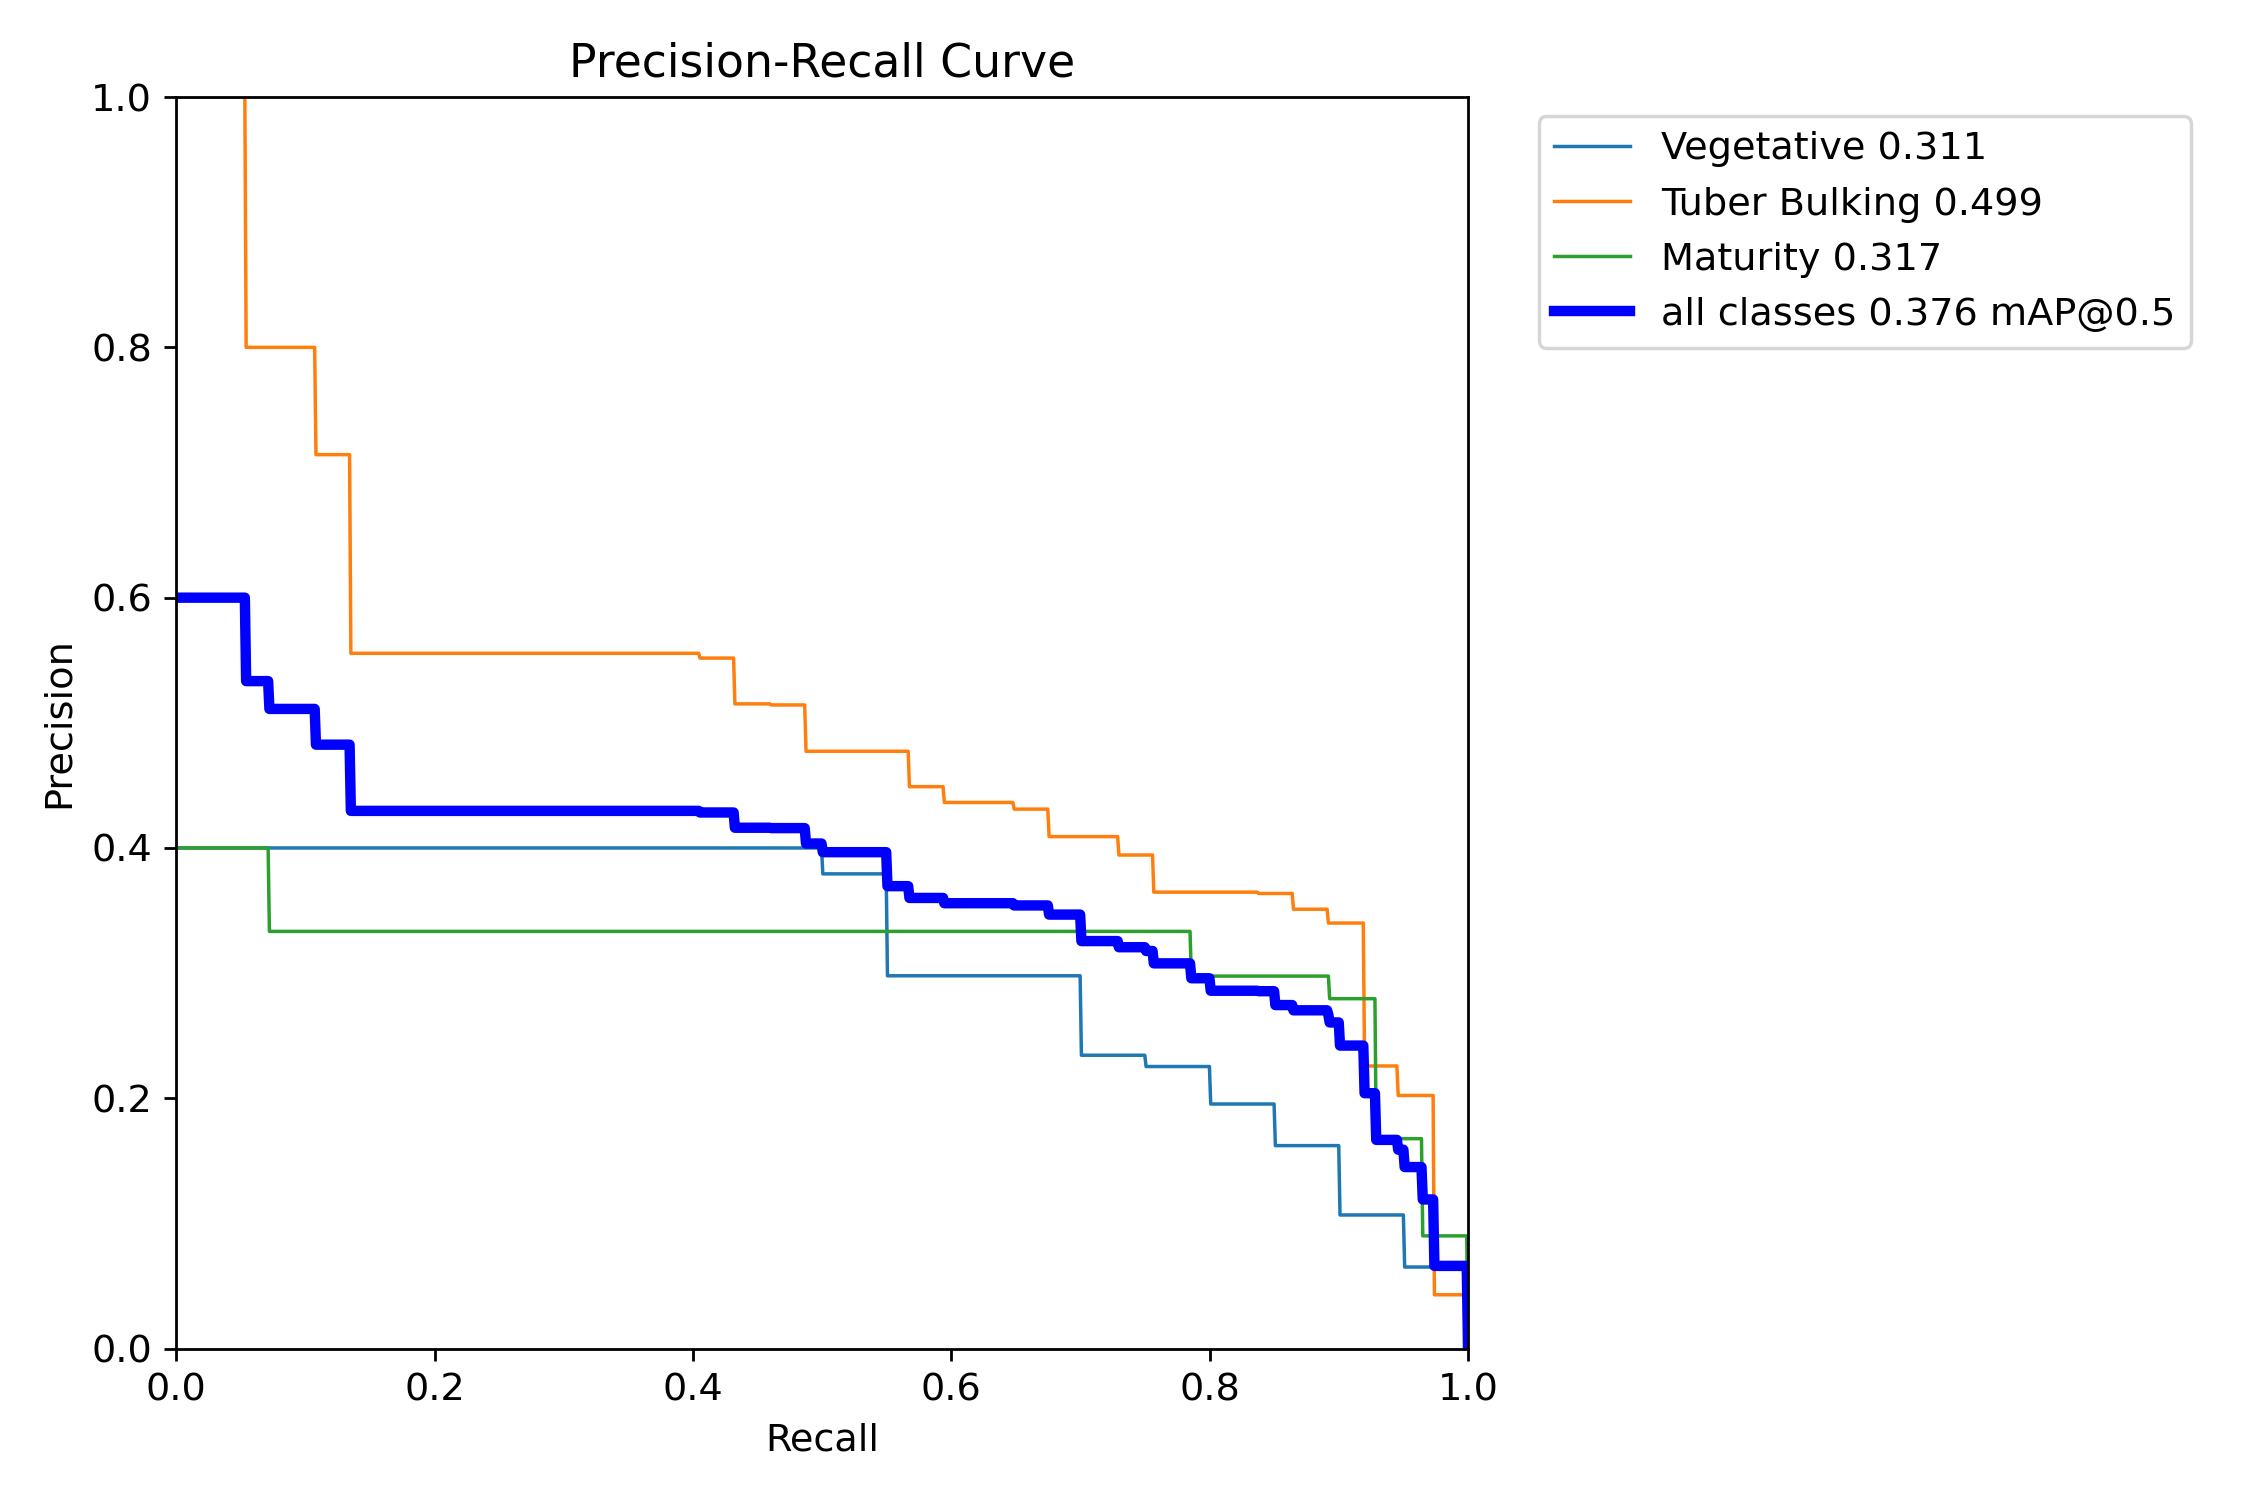 Precision-Recall Curve
1.0
0.8
0.6
0.4
0.2
0.0
Precision
0.0 0.2 0.4 0.6 0.8 1.0
Recall
Vegetative 0.311
Tuber Bulking 0.499
Maturity 0.317
all classes 0.376 mAP@0.5